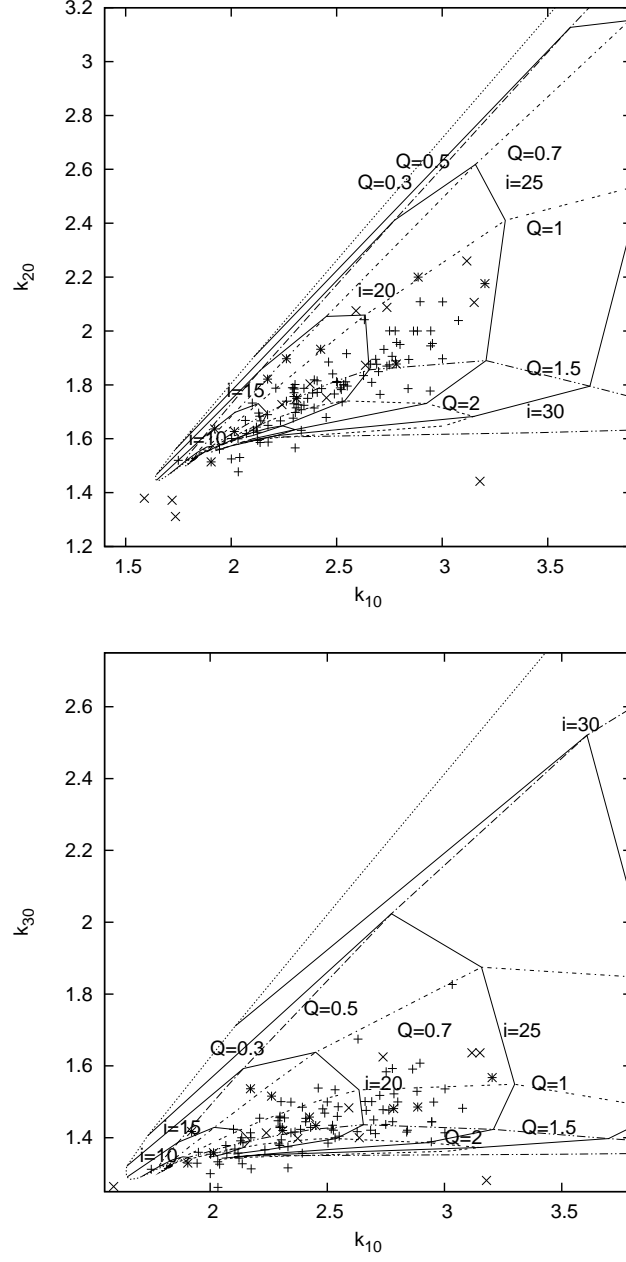 3.2
3
2.8
2.6
2.4
2.2
2
1.8
1.6
1.4
1.2
k20
Q=0.5
Q=0.3
Q=0.7
i=25
Q=1
i=20
Q=1.5
i=15
Q=2
i=30
i=10
1.5 2 2.5 3 3.5
k10
2.6
2.4
2.2
2
1.8
1.6
1.4
k30
i=30
Q=0.5
Q=0.7
i=25
Q=0.3
i=20
Q=1
i=15
Q=1.5
Q=2
i=10
2 2.5 3 3.5
k10